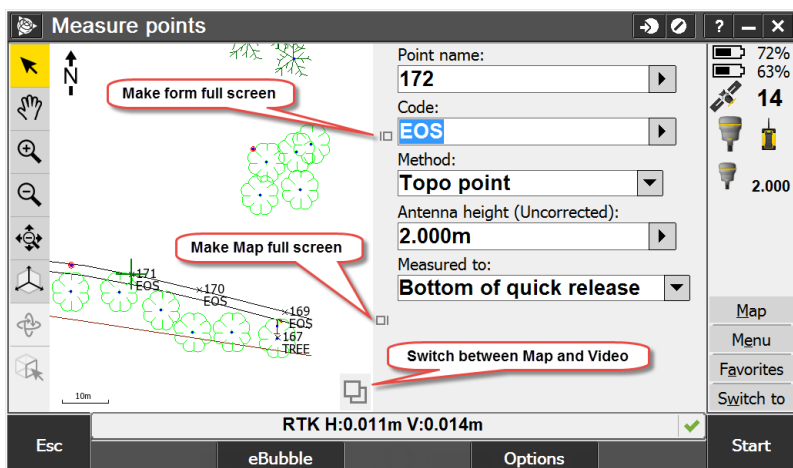 Measure points
? — ×
N
Make form full screen
Make Map full screen
171
EOS
170
EOS
169
EOS
167
TREE
Switch between Map and Video
10m
Point name:
172
Code:
EOS
Method:
Topo point
Antenna height (Uncorrected):
2.000m
Measured to:
Bottom of quick release
72%
63%
14
2.000
Map
Menu
Favorites
Switch to
RTK H:0.011m V:0.014m
Esc
eBubble
Options
Start